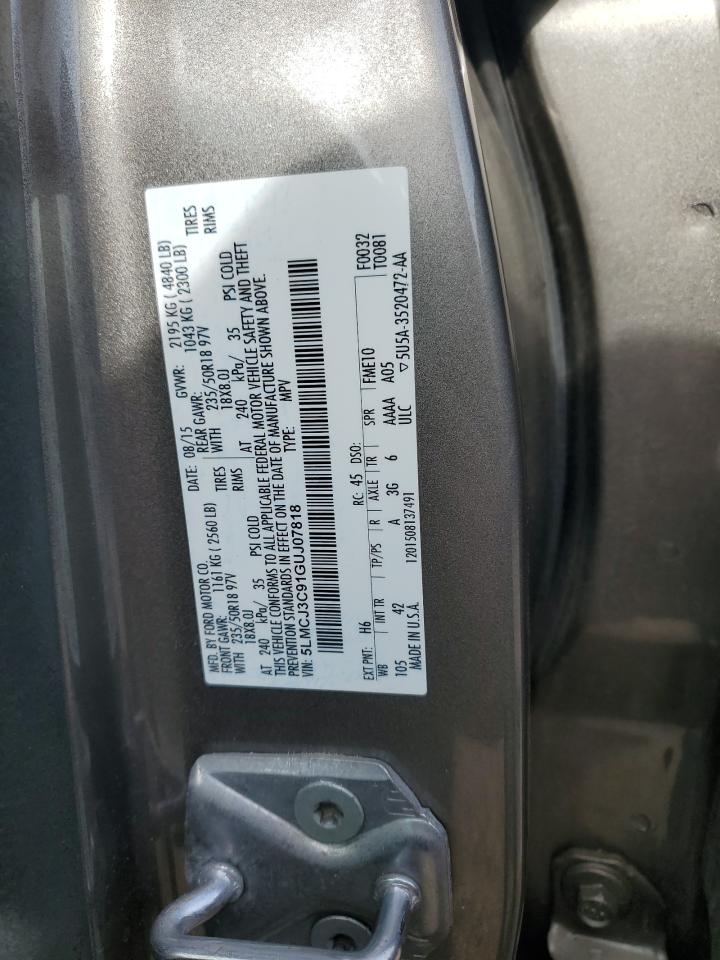 MFD. BY FORD MOTOR CO. DATE: 08/15 GVWR: 2195 KG ( 4840 LB)
FRONT GAWR: 1161 KG ( 2560 LB) REAR GAWR: 1043 KG ( 2300 LB)
WITH 235/50R18 97V TIRES WITH 235/50R18 97V TIRES
18X8.0J RIMS 18X8.0J RIMS
AT 240 kPa/ 35 PSI COLD AT 240 kPa/ 35 PSI COLD
THIS VEHICLE CONFORMS TO ALL APPLICABLE FEDERAL MOTOR VEHICLE SAFETY AND THEFT
PREVENTION STANDARDS IN EFFECT ON THE DATE OF MANUFACTURE SHOWN ABOVE.
VIN: 5LMCJ3C91GUJ07818 TYPE: MPV
EXT PNT: H6 RC: 45 DSO: F0032
WB INT TR TP/PS R AXLE TR SPR FME10 T0081
105 42 A 3G 6 AAAA A05
MADE IN U.S.A. 1201508137491 ULC ▽5U5A-3520472-AA